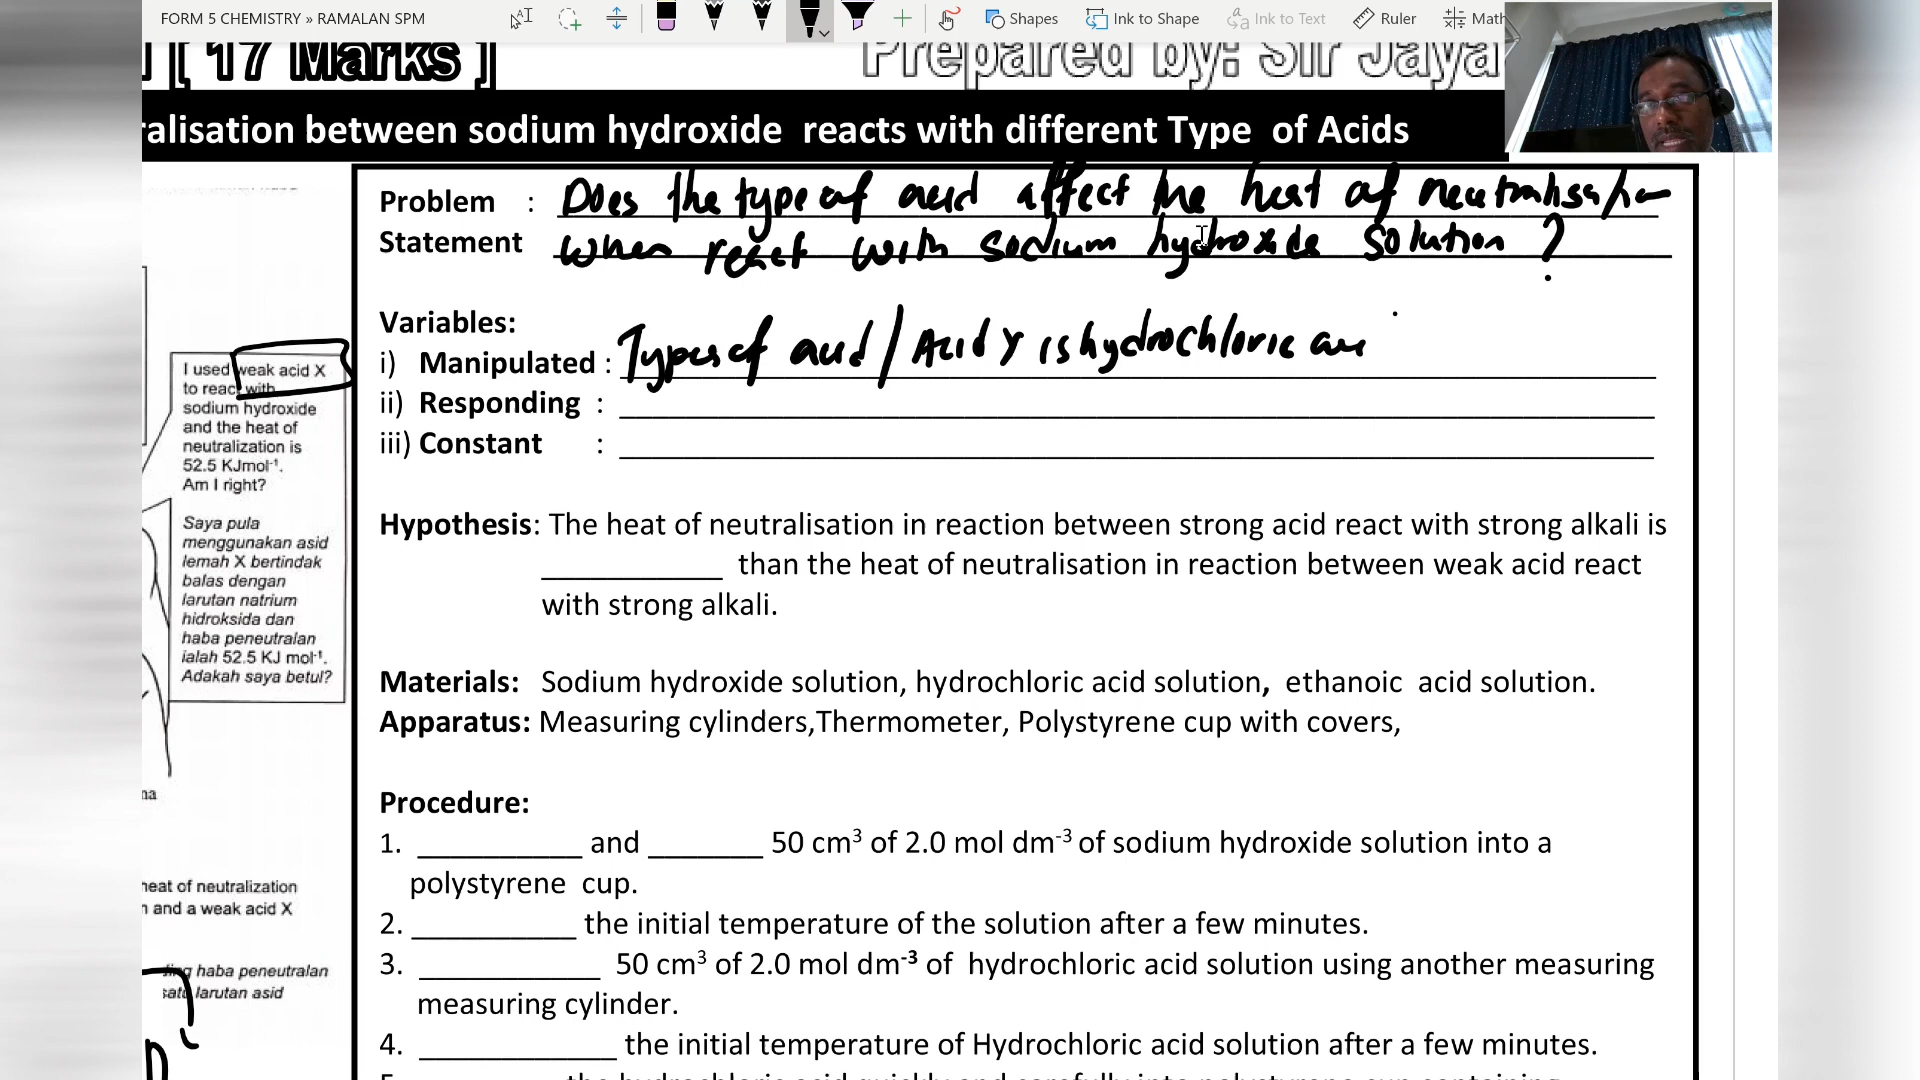 FORM 5 CHEMISTRY » RAMALAN SPM
Shapes
Ink to Shape
Ink to Text
Ruler
Math
[ 17 Marks ]
Prepared by: Sir Jaya
ralisation between sodium hydroxide reacts with different Type of Acids
Problem : Does the type of acid affect the heat of neutralisation
Statement when react with sodium hydroxide solution ?
Variables:
i) Manipulated : Types of acid / Acid Y is hydrochloric
ii) Responding :
iii) Constant :
Hypothesis: The heat of neutralisation in reaction between strong acid react with strong alkali is
____________ than the heat of neutralisation in reaction between weak acid react
with strong alkali.
Materials: Sodium hydroxide solution, hydrochloric acid solution, ethanoic acid solution.
Apparatus: Measuring cylinders,Thermometer, Polystyrene cup with covers,
Procedure:
1. ___________ and ________ 50 cm³ of 2.0 mol dm⁻³ of sodium hydroxide solution into a
polystyrene cup.
2. ___________ the initial temperature of the solution after a few minutes.
3. ____________ 50 cm³ of 2.0 mol dm⁻³ of hydrochloric acid solution using another measuring
measuring cylinder.
4. _____________ the initial temperature of Hydrochloric acid solution after a few minutes.
I used weak acid X
to react with
sodium hydroxide
and the heat of
neutralization is
52.5 KJmol⁻¹.
Am I right?
Saya pula
menggunakan asid
lemah X bertindak
balas dengan
larutan natrium
hidroksida dan
haba peneutralan
ialah 52.5 KJ mol⁻¹.
Adakah saya betul?
heat of neutralization
and a weak acid X
haba peneutralan
satu larutan asid